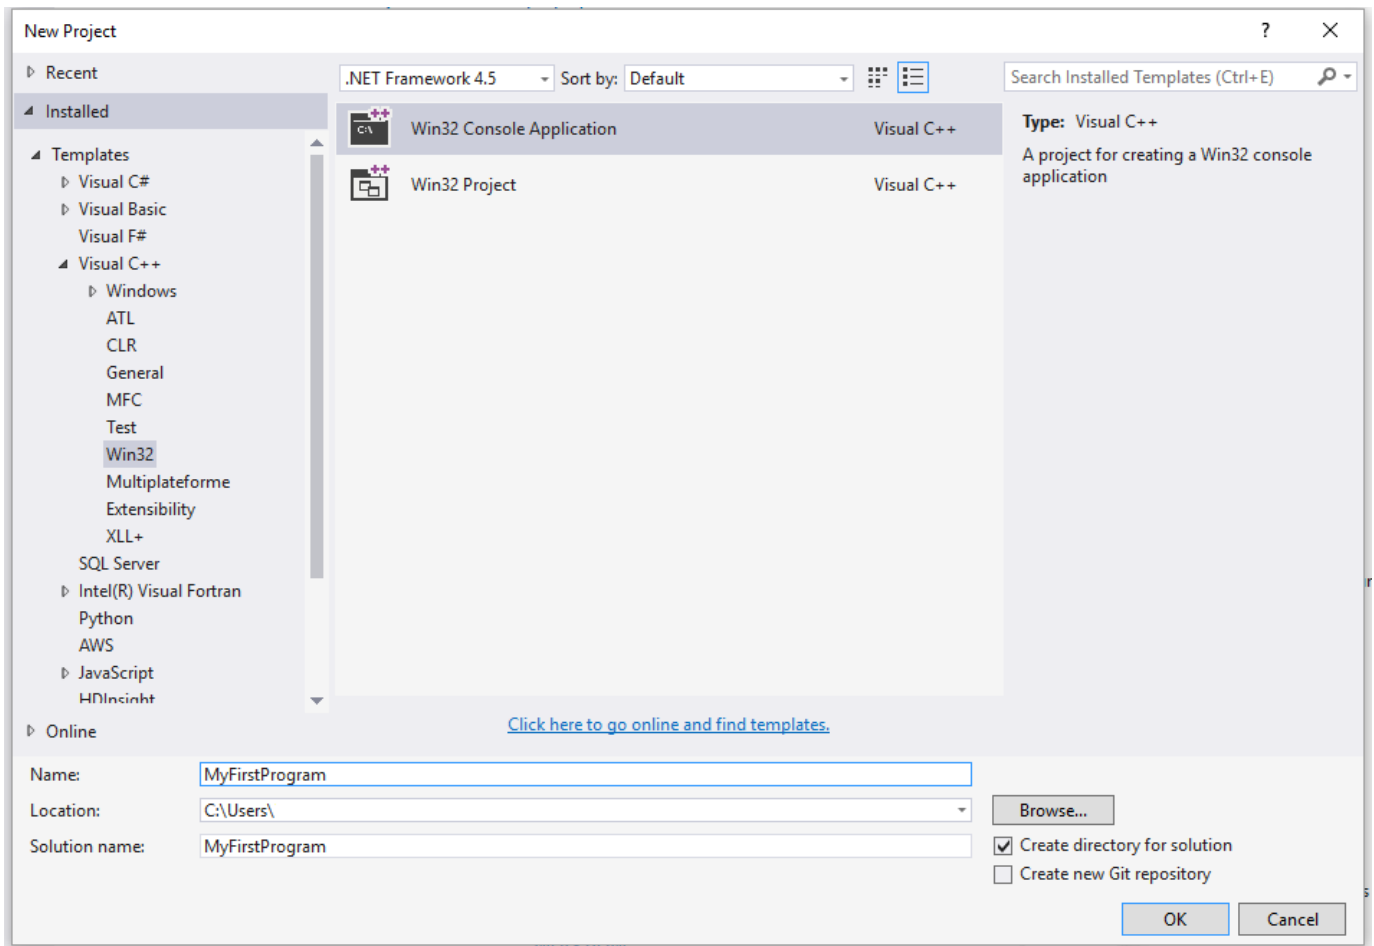 New Project
?
Recent
.NET Framework 4.5
Sort by:
Default
Search Installed Templates (Ctrl+E)
Installed
Templates
Visual C#
Visual Basic
Visual F#
Visual C++
Windows
ATL
CLR
General
MFC
Test
Win32
Multiplateforme
Extensibility
XLL+
SQL Server
Intel(R) Visual Fortran
Python
AWS
JavaScript
HDInsight
Online
C:\
Win32 Console Application
Visual C++
Win32 Project
Visual C++
Type: Visual C++
A project for creating a Win32 console
application
Click here to go online and find templates.
Name:
MyFirstProgram
Location:
C:\Users\
Browse...
Solution name:
MyFirstProgram
Create directory for solution
Create new Git repository
OK
Cancel